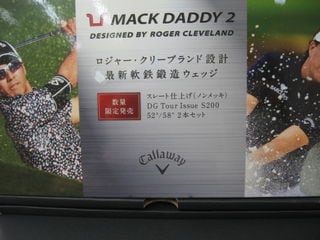 MACK DADDY 2
DESIGNED BY ROGER CLEVELAND
ロジャー・クリーブランド設計
最新軟鉄鍛造ウェッジ
数量
限定発売
スレート仕上げ(ノンメッキ)
DG Tour Issue S200
52°/58° 2本セット
Callaway